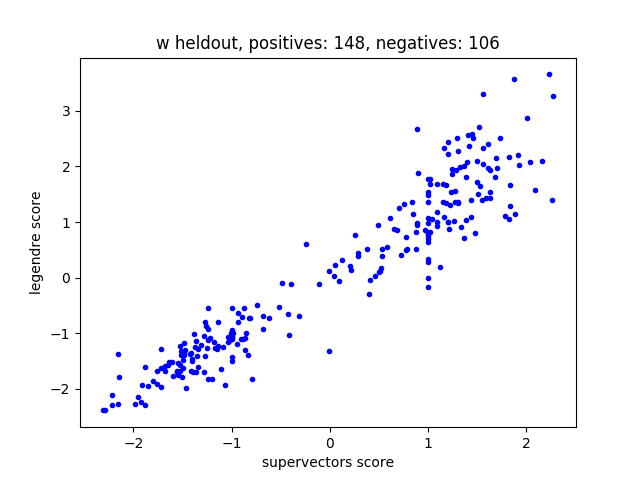 w heldout, positives: 148, negatives: 106
3
2
1
0
−1
−2
legendre score
−2 −1 0 1 2
supervectors score